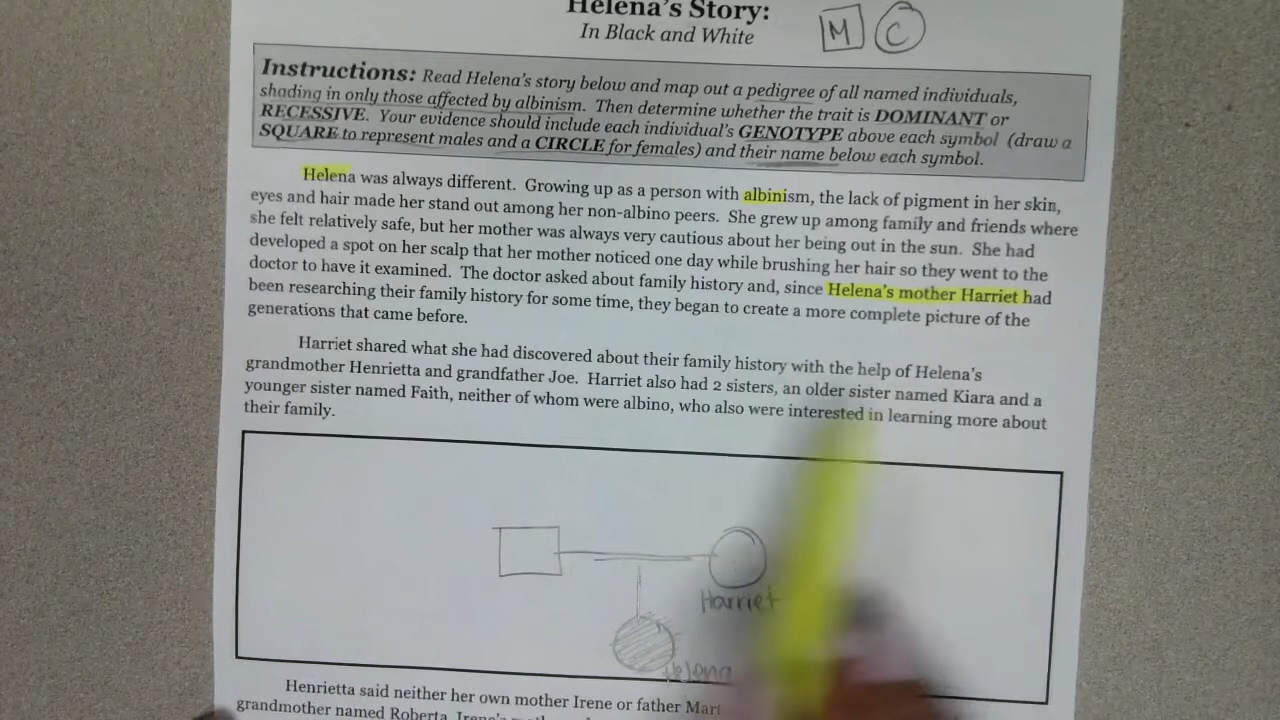 Helena's Story:
In Black and White
M C
Instructions: Read Helena's story below and map out a pedigree of all named individuals,
shading in only those affected by albinism. Then determine whether the trait is DOMINANT or
RECESSIVE. Your evidence should include each individual's GENOTYPE above each symbol (draw a
SQUARE to represent males and a CIRCLE for females) and their name below each symbol.
Helena was always different. Growing up as a person with albinism, the lack of pigment in her skin,
eyes and hair made her stand out among her non-albino peers. She grew up among family and friends where
she felt relatively safe, but her mother was always very cautious about her being out in the sun. She had
developed a spot on her scalp that her mother noticed one day while brushing her hair so they went to the
doctor to have it examined. The doctor asked about family history and, since Helena's mother Harriet had
been researching their family history for some time, they began to create a more complete picture of the
generations that came before.
Harriet shared what she had discovered about their family history with the help of Helena's
grandmother Henrietta and grandfather Joe. Harriet also had 2 sisters, an older sister named Kiara and a
younger sister named Faith, neither of whom were albino, who also were interested in learning more about
their family.
Harriet
Helena
Henrietta said neither her own mother Irene or father
grandmother named Roberta, Irene's